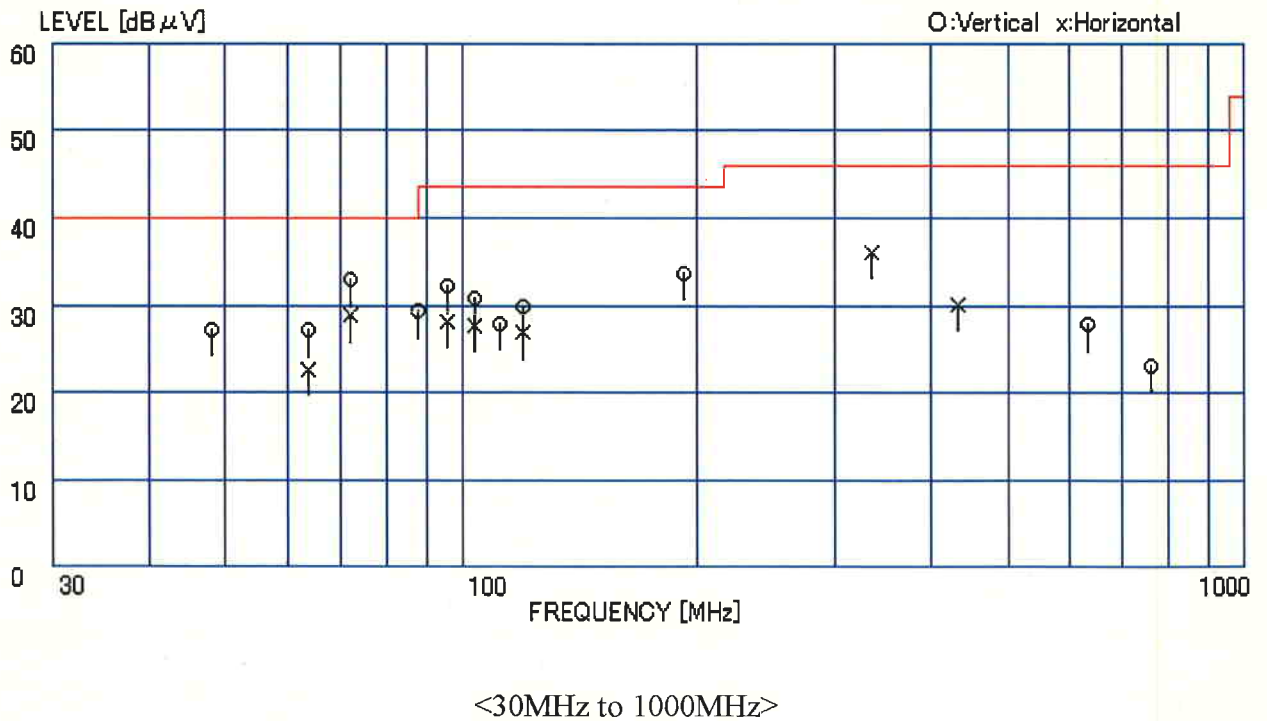 LEVEL [dBμV]
O:Vertical x:Horizontal
60
50
40
30
20
10
0
30
100
1000
FREQUENCY [MHz]
<30MHz to 1000MHz>